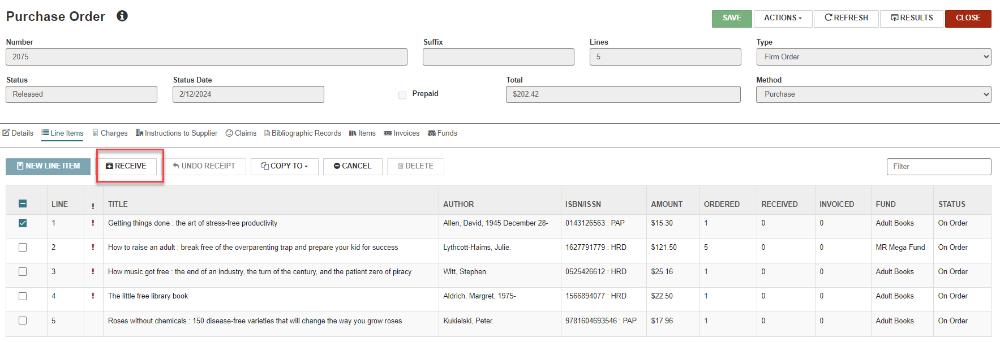 Purchase Order
SAVE ACTIONS REFRESH RESULTS CLOSE
Number Suffix Lines Type
2075 5 Firm Order
Status Status Date Prepaid Total Method
Released 2/12/2024 $202.42 Purchase
Details Line Items Charges Instructions to Supplier Claims Bibliographic Records Items Invoices Funds
NEW LINE ITEM RECEIVE UNDO RECEIPT COPY TO CANCEL DELETE Filter
LINE ! TITLE AUTHOR ISBN/ISSN AMOUNT ORDERED RECEIVED INVOICED FUND STATUS
1 ! Getting things done : the art of stress-free productivity Allen, David, 1945 December 28- 0143126563 : PAP $15.30 1 0 0 Adult Books On Order
2 ! How to raise an adult : break free of the overparenting trap and prepare your kid for success Lythcott-Haims, Julie. 1627791779 : HRD $121.50 5 0 0 MR Mega Fund On Order
3 ! How music got free : the end of an industry, the turn of the century, and the patient zero of piracy Witt, Stephen. 0525426612 : HRD $25.16 1 0 0 Adult Books On Order
4 ! The little free library book Aldrich, Margret, 1975- 1566894077 : HRD $22.50 1 0 0 Adult Books On Order
5 Roses without chemicals : 150 disease-free varieties that will change the way you grow roses Kukielski, Peter. 9781604693546 : PAP $17.96 1 0 0 Adult Books On Order